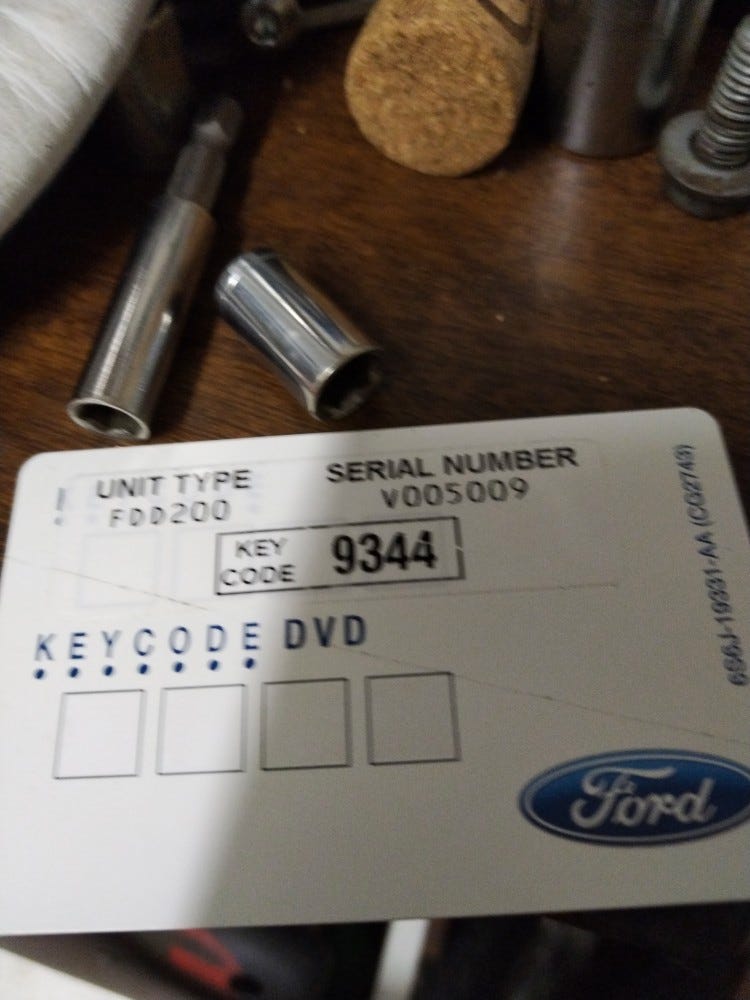 UNIT TYPE
FDD200
SERIAL NUMBER
V005009
KEY
CODE
9344
KEYCODE DVD
Ford
6S6J-19331-AA (CG2743)